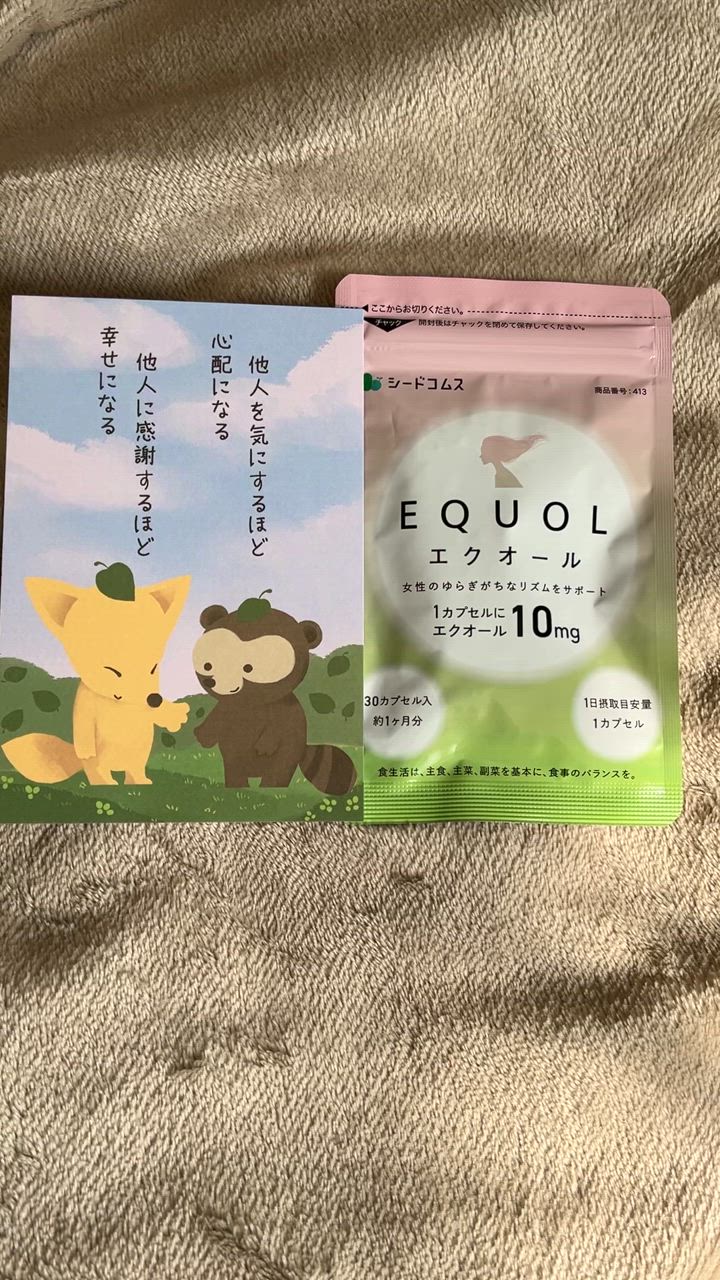 他人を気にするほど
心配になる
他人に感謝するほど
幸せになる
ここからお切りください。
チャック 開封後はチャックを閉めて保存してください。
シードコムス
商品番号:413
EQUOL
エクオール
女性のゆらぎがちなリズムをサポート
1カプセルに
エクオール10mg
30カプセル入
約1ヶ月分
1日摂取目安量
1カプセル
食生活は、主食、主菜、副菜を基本に、食事のバランスを。